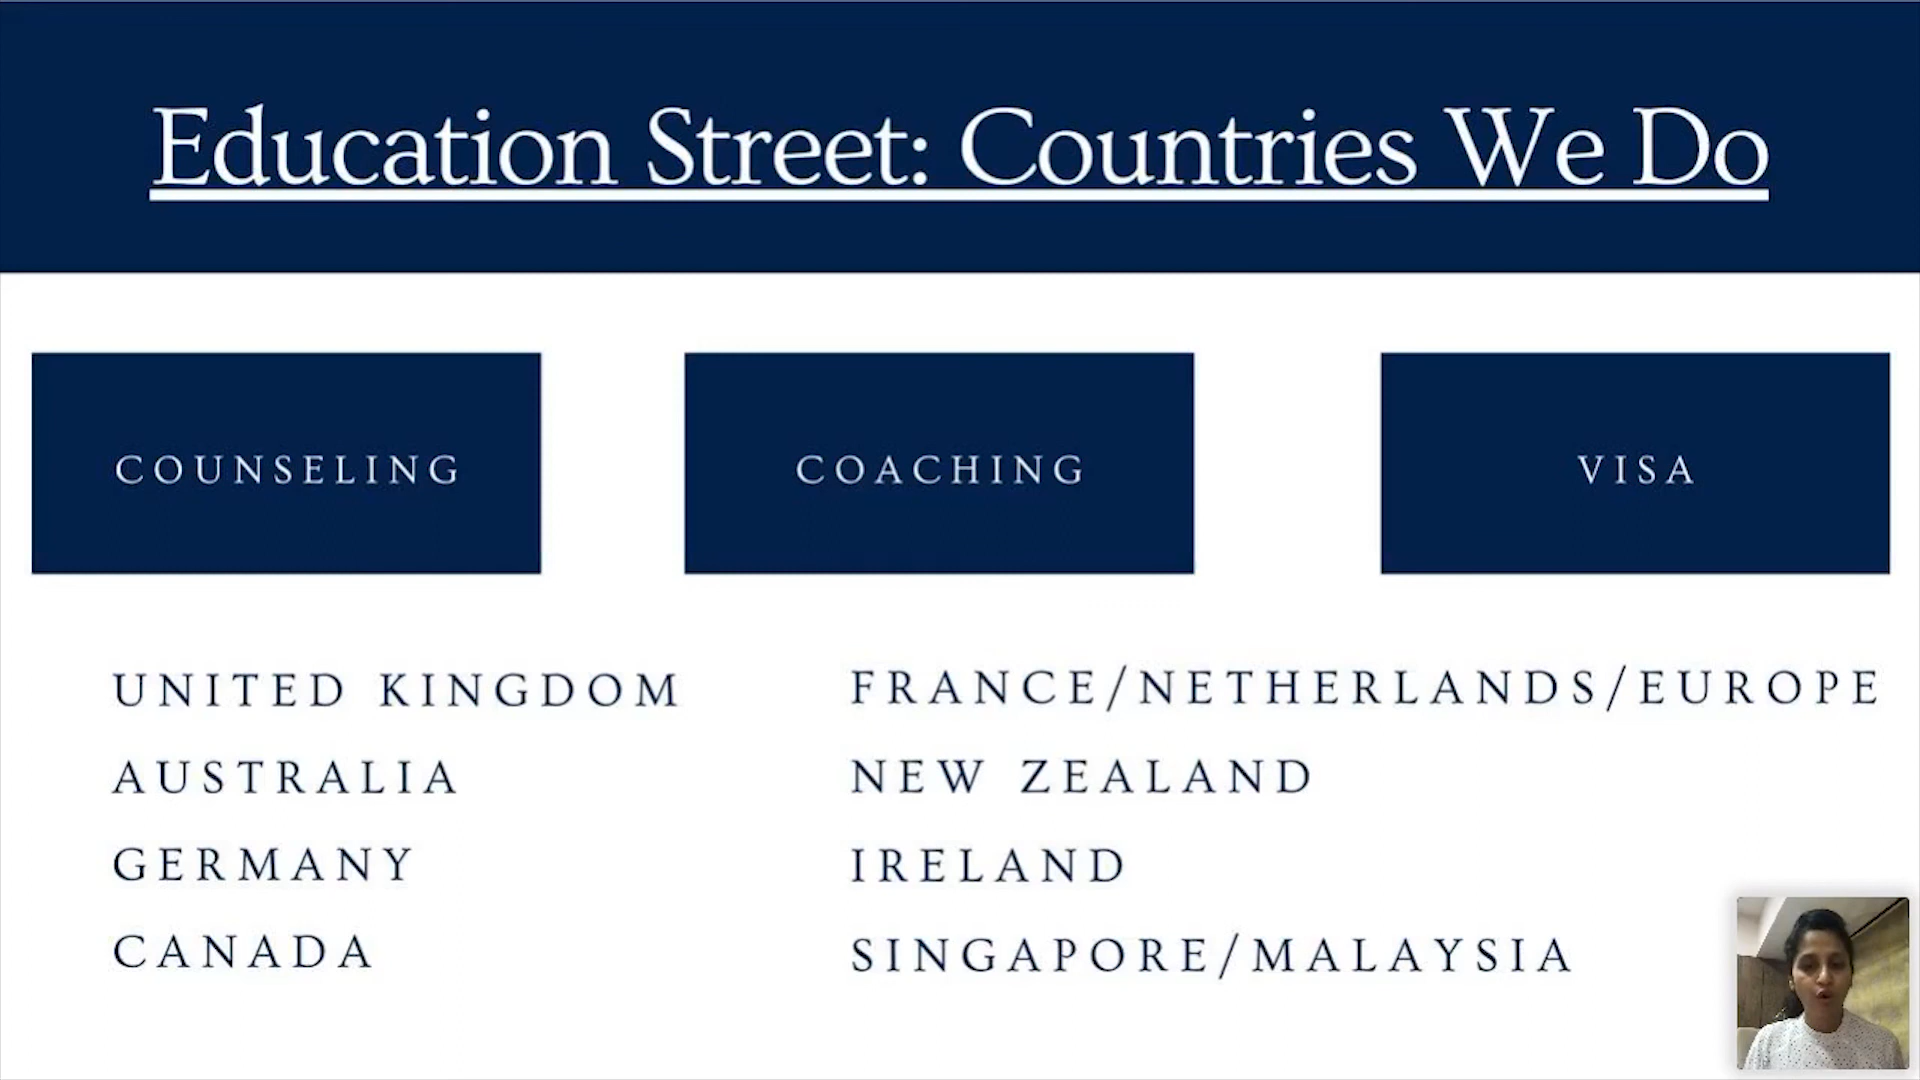 Education Street: Countries We Do
COUNSELING
COACHING
VISA
UNITED KINGDOM
AUSTRALIA
GERMANY
CANADA
FRANCE/NETHERLANDS/EUROPE
NEW ZEALAND
IRELAND
SINGAPORE/MALAYSIA